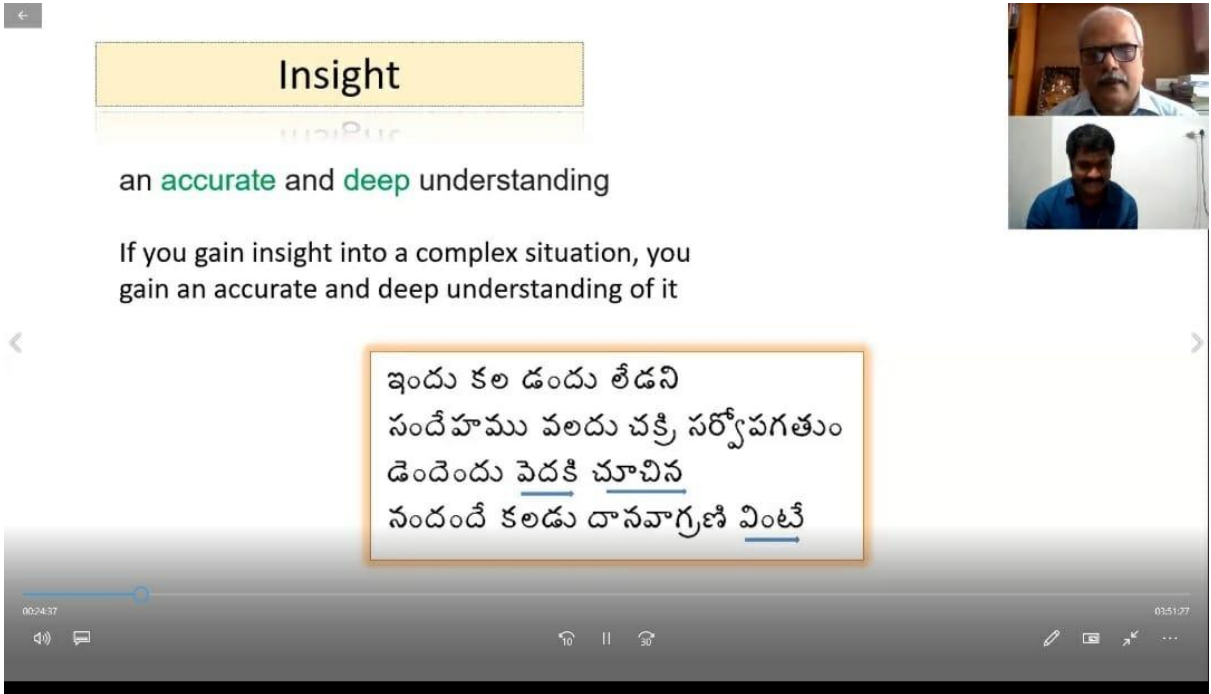 Insight
an accurate and deep understanding
If you gain insight into a complex situation, you
gain an accurate and deep understanding of it
ఇందు కల డందు లేడని
సందేహము వలదు చక్రి సర్వోపగతుం
డెందెందు వెదకి చూచిన
నందందే కలడు దానవాగ్రణి వింటే
00:24:37
03:51:27
10
30